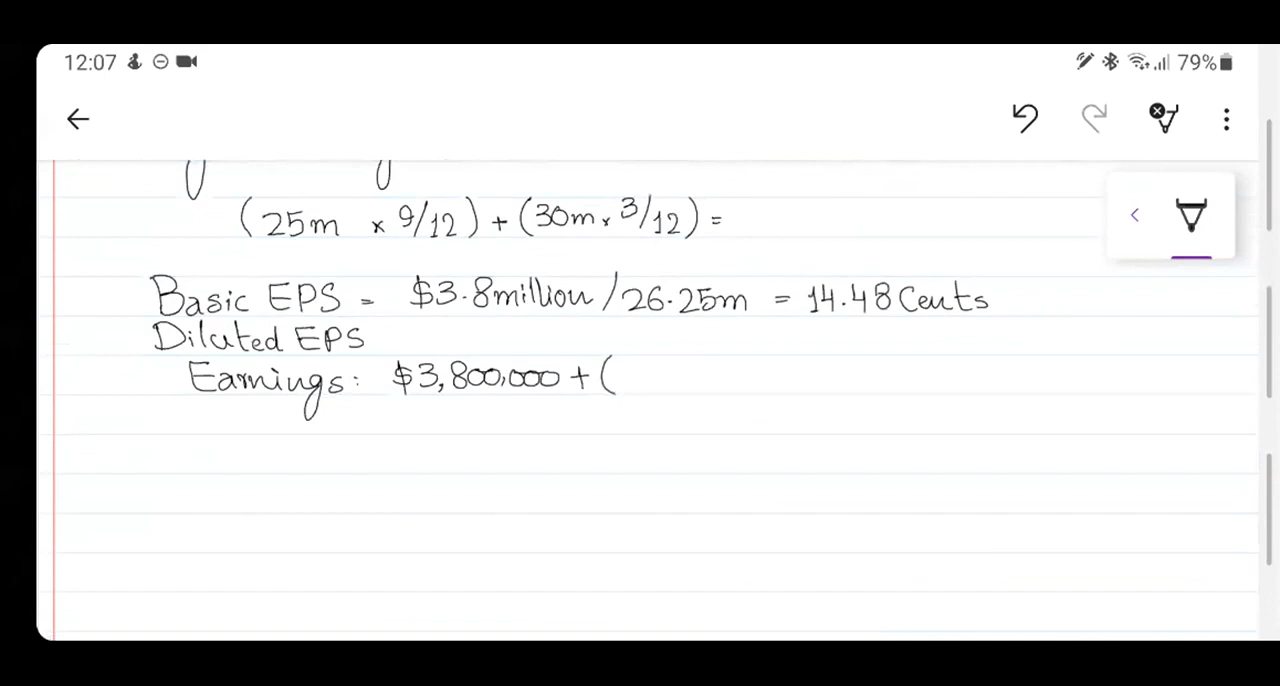 12:07 79%
(25m × 9/12) + (30m × 3/12) =
Basic EPS = $3.8million / 26.25m = 14.48 Cents
Diluted EPS
Earnings: $3,800,000 + (